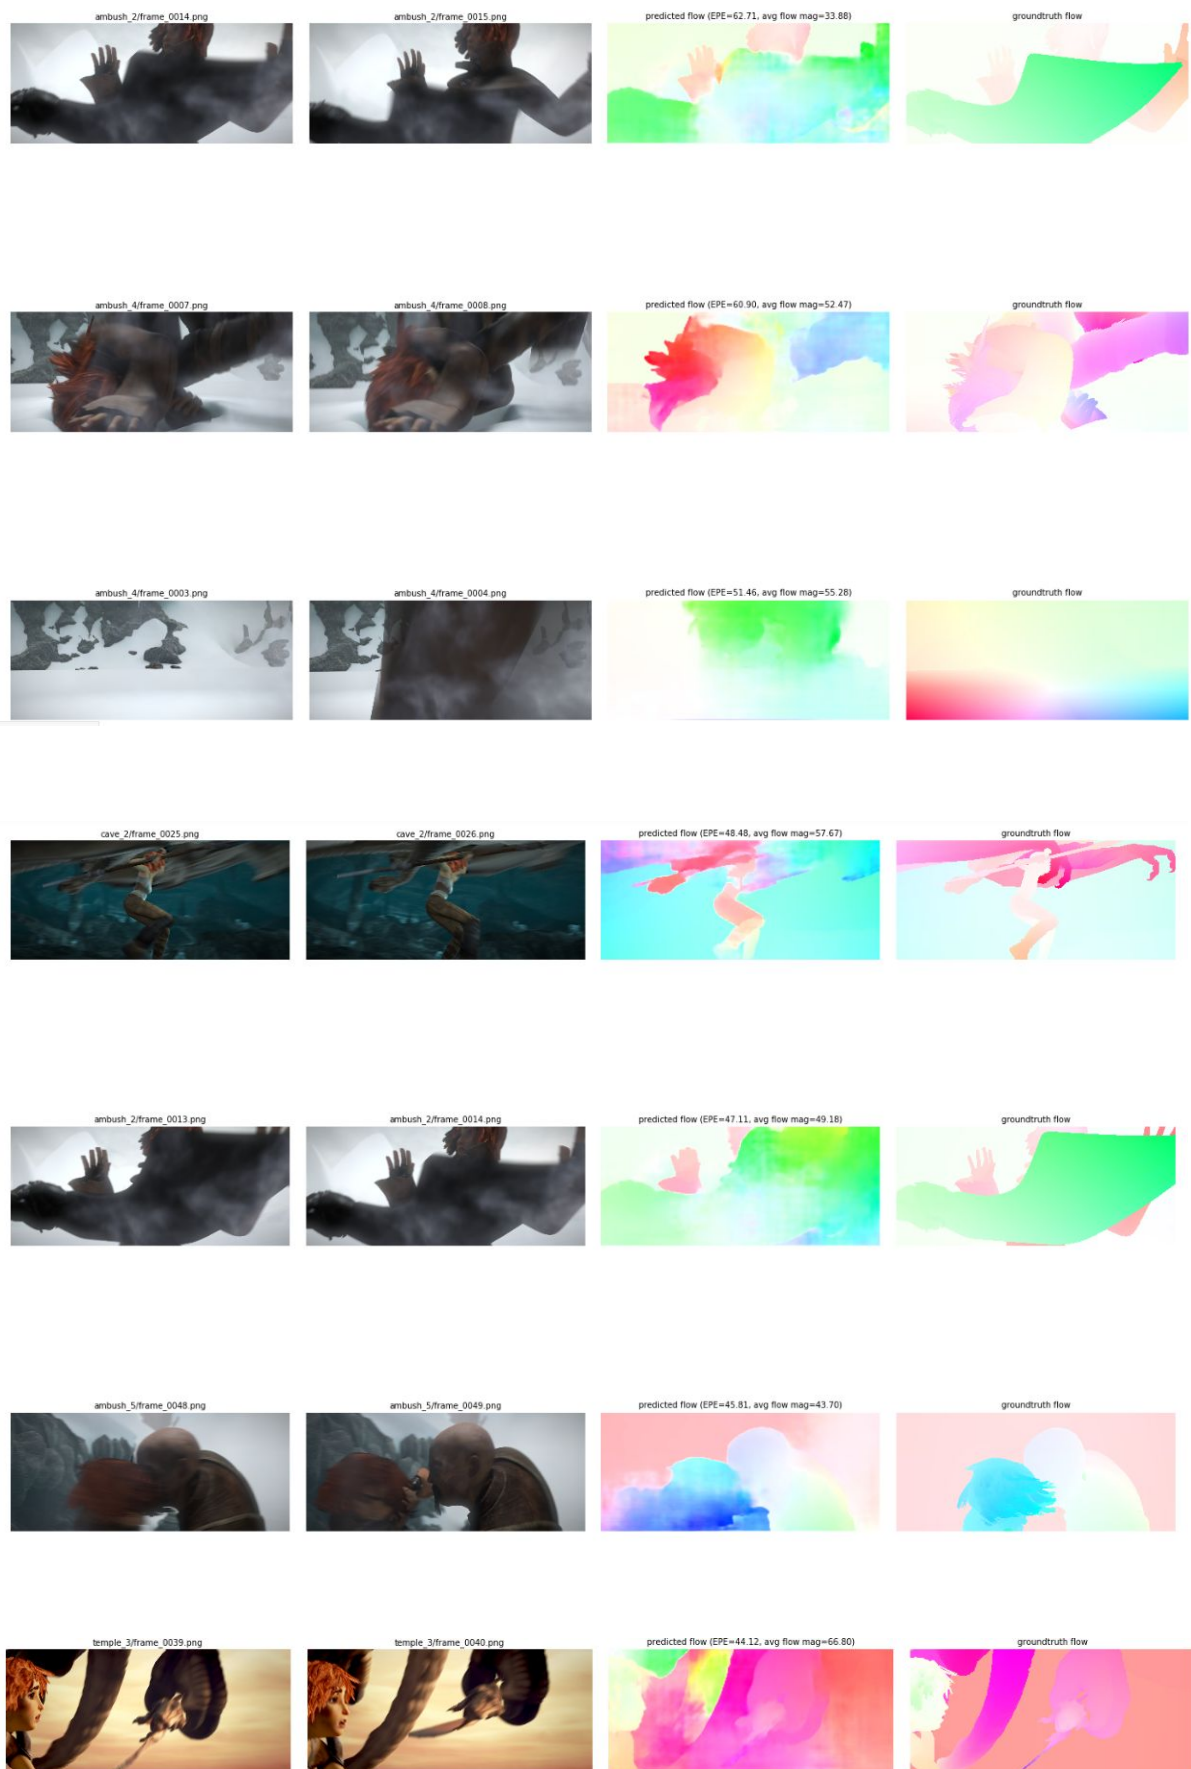 ambush_2/frame_0014.png ambush_2/frame_0015.png predicted flow (EPE=62.71, avg flow mag=33.88) groundtruth flow
ambush_4/frame_0007.png ambush_4/frame_0008.png predicted flow (EPE=60.90, avg flow mag=52.47) groundtruth flow
ambush_4/frame_0003.png ambush_4/frame_0004.png predicted flow (EPE=51.46, avg flow mag=55.28) groundtruth flow
cave_2/frame_0025.png cave_2/frame_0026.png predicted flow (EPE=48.48, avg flow mag=57.67) groundtruth flow
ambush_2/frame_0013.png ambush_2/frame_0014.png predicted flow (EPE=47.11, avg flow mag=49.18) groundtruth flow
ambush_5/frame_0048.png ambush_5/frame_0049.png predicted flow (EPE=45.81, avg flow mag=43.70) groundtruth flow
temple_3/frame_0039.png temple_3/frame_0040.png predicted flow (EPE=44.12, avg flow mag=66.80) groundtruth flow